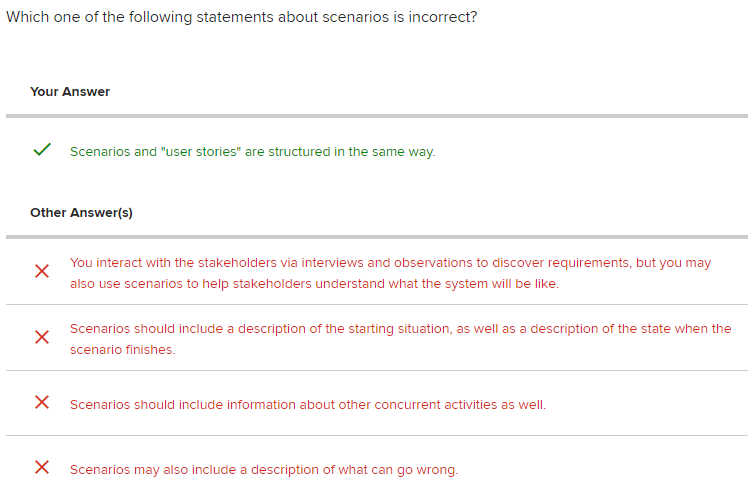 Which one of the following statements about scenarios is incorrect?
Your Answer
Scenarios and "user stories" are structured in the same way.
Other Answer(s)
You interact with the stakeholders via interviews and observations to discover requirements, but you may
also use scenarios to help stakeholders understand what the system will be like.
Scenarios should include a description of the starting situation, as well as a description of the state when the
scenario finishes.
Scenarios should include information about other concurrent activities as well.
Scenarios may also include a description of what can go wrong.